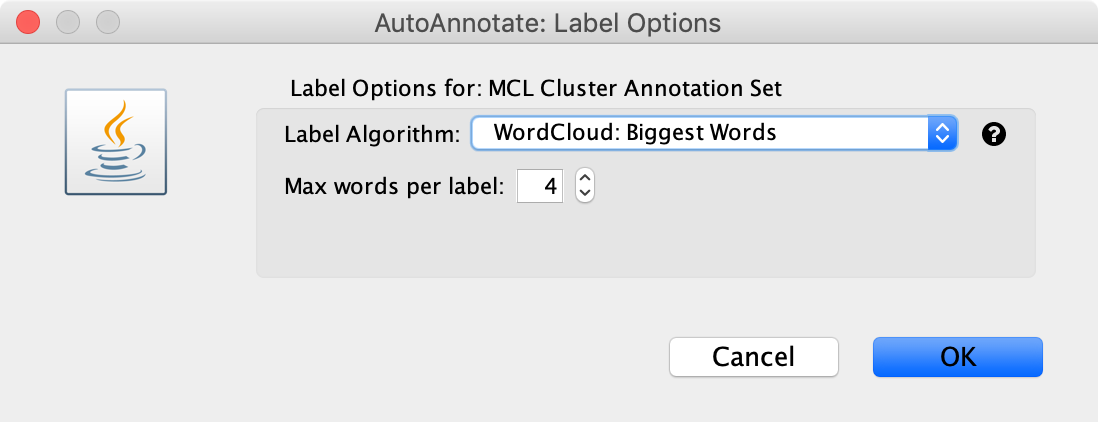 AutoAnnotate: Label Options
Label Options for: MCL Cluster Annotation Set
Label Algorithm: WordCloud: Biggest Words ?
Max words per label: 4
Cancel OK